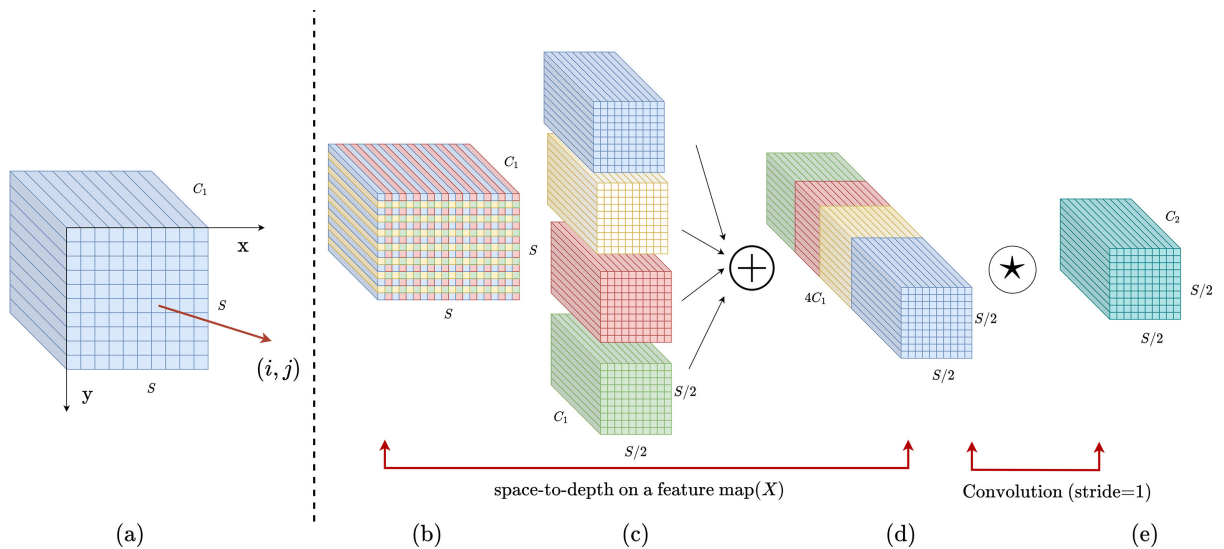 C₁
x
S
(i, j)
S
y
(a)
C₁
S
S
(b)
C₁
S/2
S/2
(c)
4C₁
S/2
S/2
(d)
C₂
S/2
S/2
(e)
space-to-depth on a feature map(X)
Convolution (stride=1)